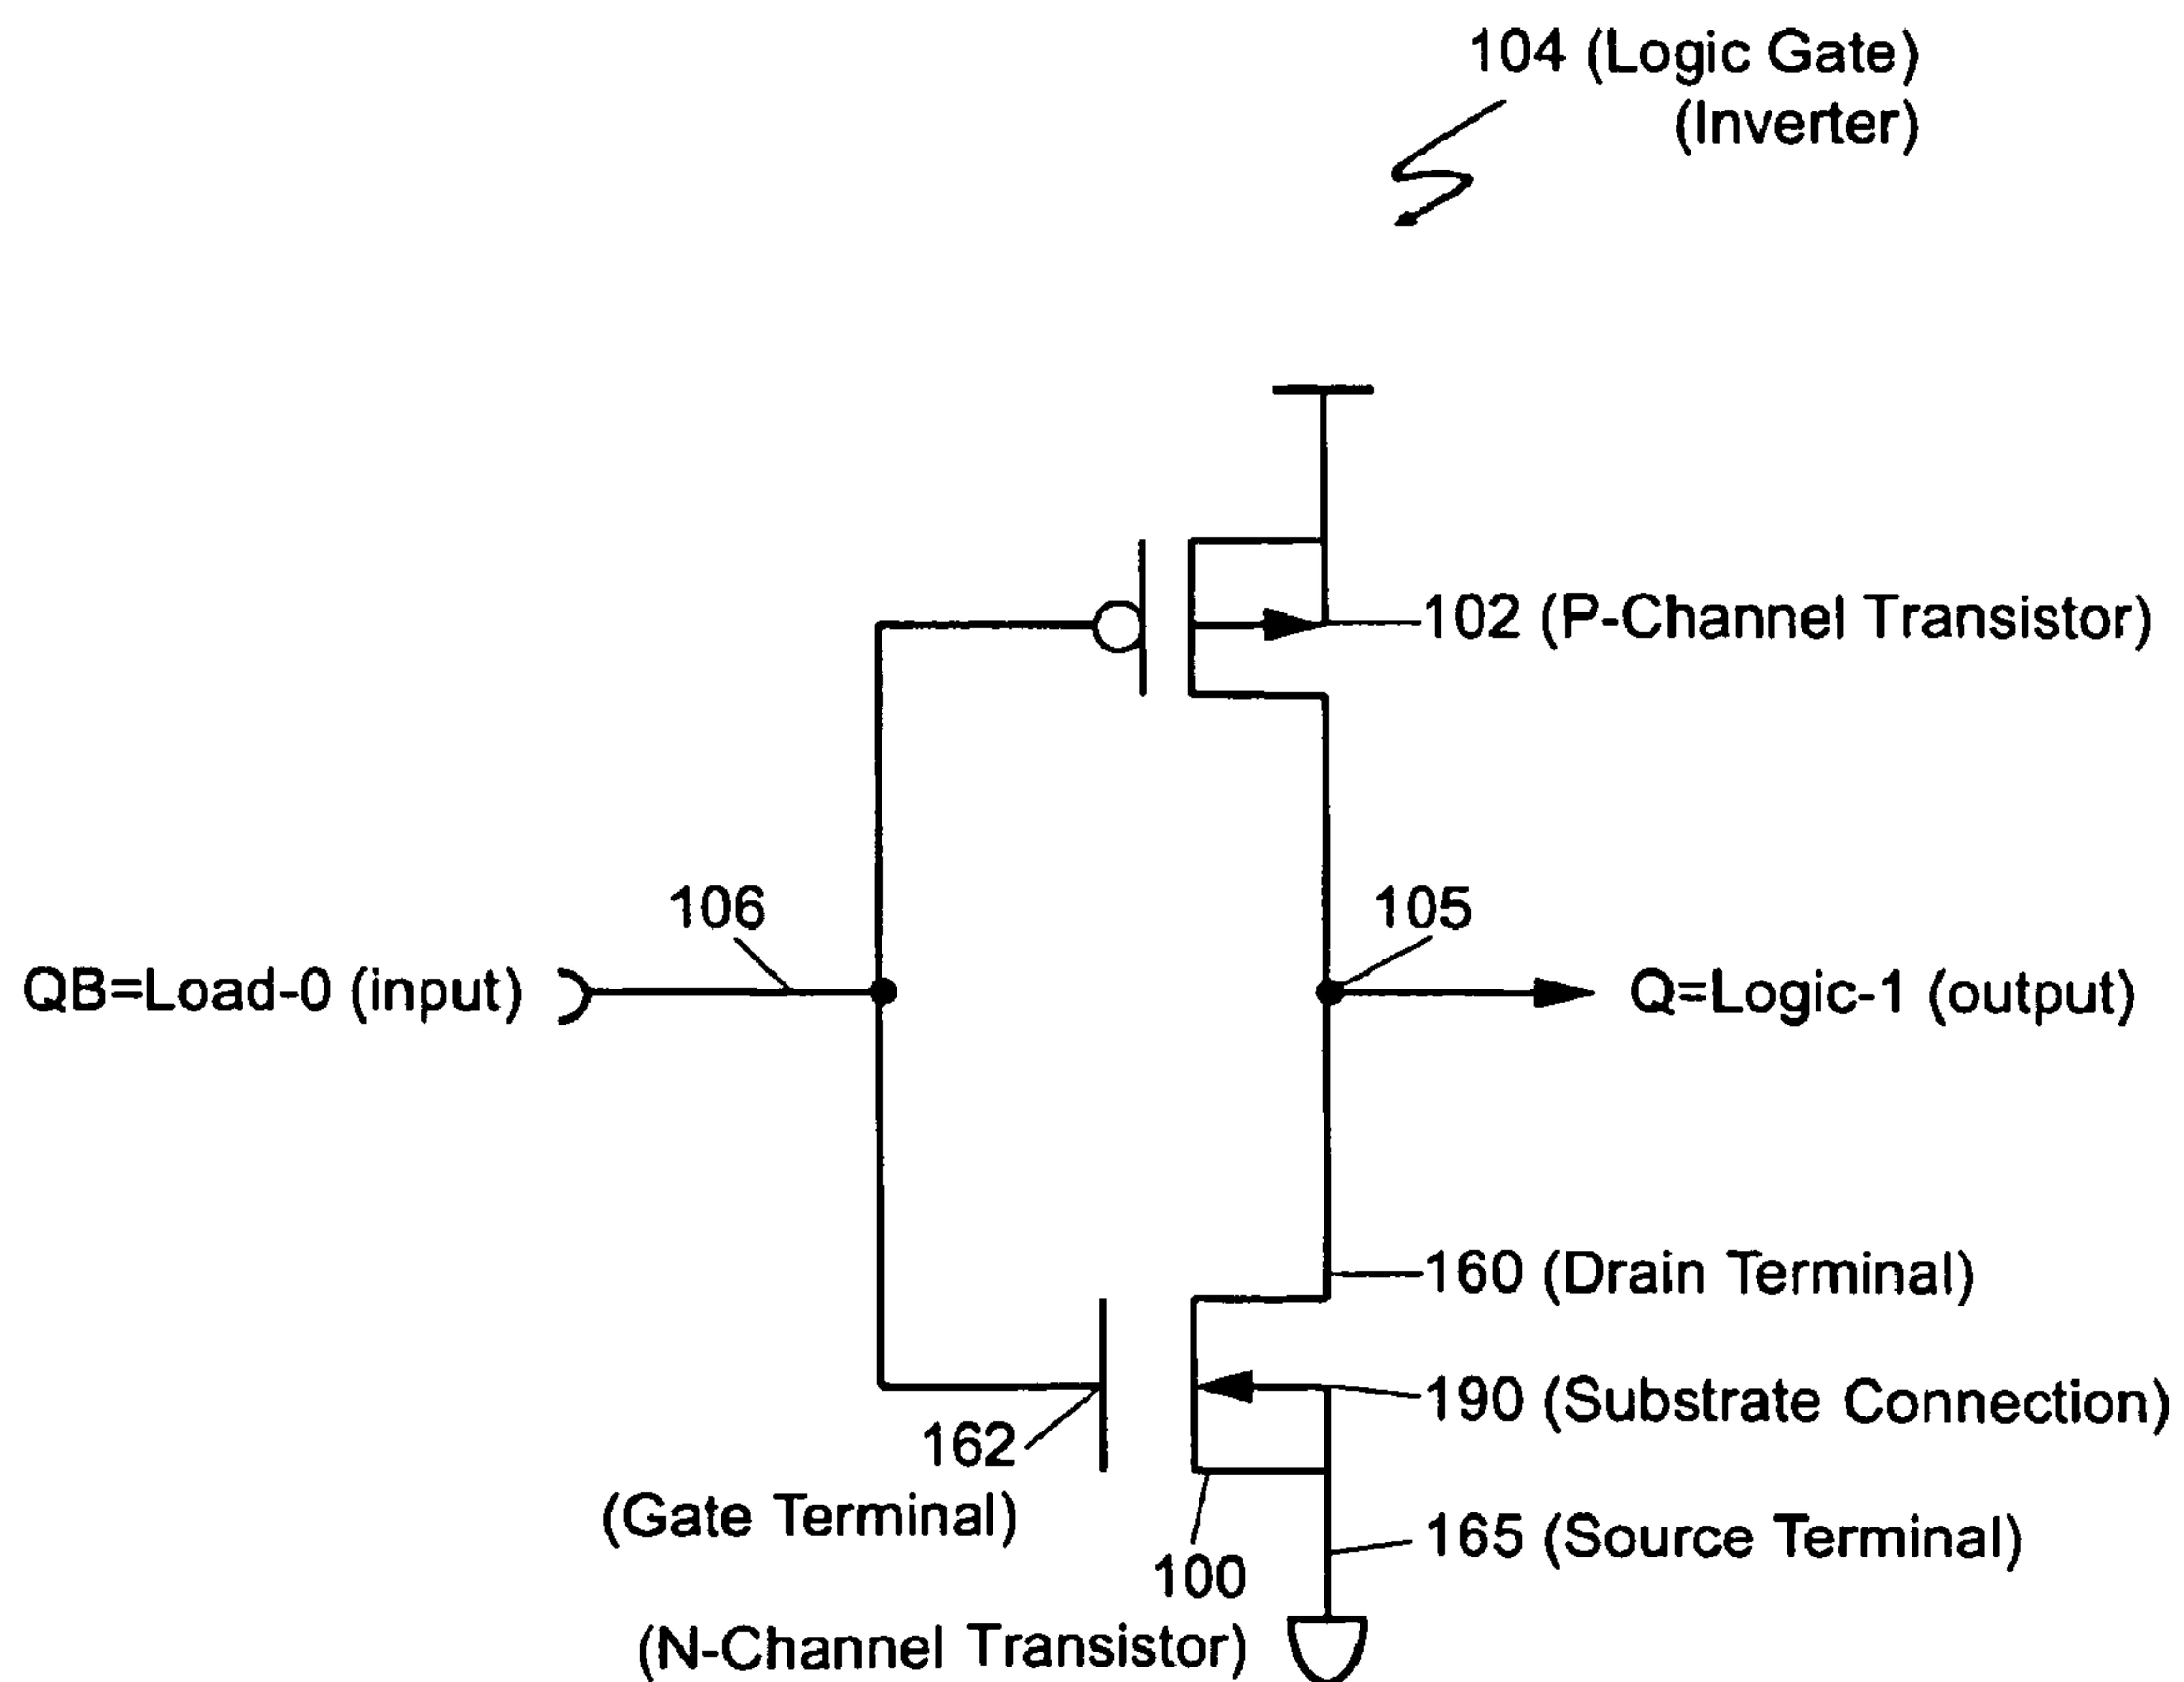 104 (Logic Gate)
(Inverter)
102 (P-Channel Transistor)
106
105
QB=Load-0 (input)
Q=Logic-1 (output)
160 (Drain Terminal)
190 (Substrate Connection)
162
(Gate Terminal)
165 (Source Terminal)
100
(N-Channel Transistor)